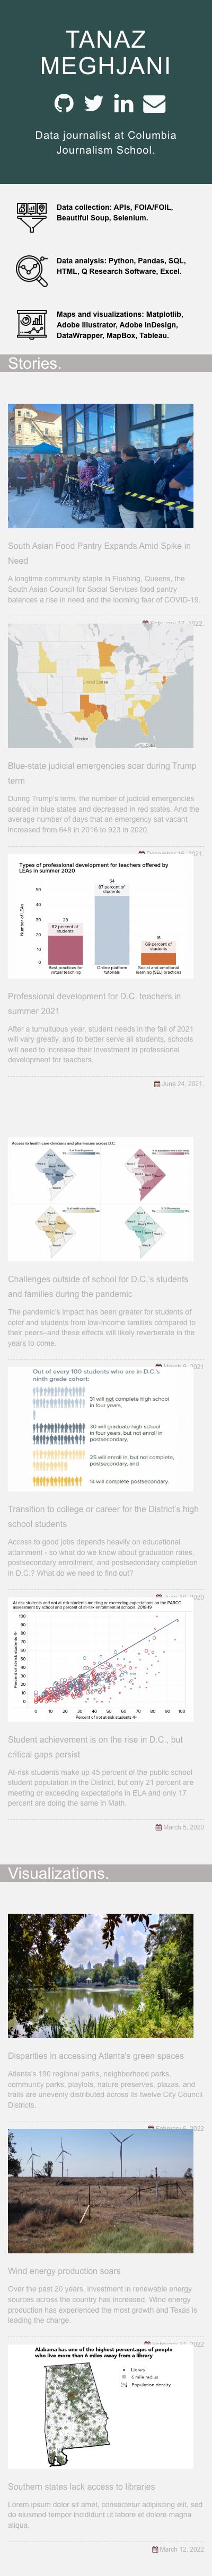 TANAZ
MEGHJANI
Data journalist at Columbia
Journalism School.
Data collection: APIs, FOIA/FOIL,
Beautiful Soup, Selenium.
Data analysis: Python, Pandas, SQL,
HTML, Q Research Software, Excel.
Maps and visualizations: Matplotlib,
Adobe Illustrator, Adobe InDesign,
DataWrapper, MapBox, Tableau.
Stories.
South Asian Food Pantry Expands Amid Spike in
Need
A longtime community staple in Flushing, Queens, the
South Asian Council for Social Services food pantry
balances a rise in need and the looming fear of COVID-19.
2022.
United States
Mexico
Cuba
Blue-state judicial emergencies soar during Trump
term
During Trump's term, the number of judicial emergencies
soared in blue states and decreased in red states. And the
average number of days that an emergency sat vacant
increased from 648 in 2016 to 923 in 2020.
2021.
Types of professional development for teachers offered by
LEAs in summer 2020
Number of LEAs
50
40
30
20
10
0
28
82 percent of
students
54
87 percent of
students
16
69 percent of
students
Best practices for
virtual teaching
Online platform
tutorials
Social and emotional
learning (SEL) practices
Professional development for D.C. teachers in
summer 2021
After a tumultuous year, student needs in the fall of 2021
will vary greatly, and to better serve all students, schools
will need to increase their investment in professional
development for teachers.
June 24, 2021.
Access to health care clinicians and pharmacies across D.C.
Challenges outside of school for D.C.'s students
and families during the pandemic
The pandemic's impact has been greater for students of
color and students from low-income families compared to
their peers–and these effects will likely reverberate in the
years to come.
2021
Out of every 100 students who are in D.C.'s
ninth grade cohort:
31 will not complete high school
in four years,
30 will graduate high school
in four years, but not enroll in
postsecondary,
25 will enroll in, but not complete,
postsecondary, and
14 will complete postsecondary.
Transition to college or career for the District's high
school students
Access to good jobs depends heavily on educational
attainment - so what do we know about graduation rates,
postsecondary enrollment, and postsecondary completion
in D.C.? What do we need to find out?
2020
At-risk students and not at-risk students meeting or exceeding expectations on the PARCC
assessment by school and percent of at-risk enrollment at schools, 2018-19
Percent of at-risk students 4+
100
90
80
70
60
50
40
30
20
10
0
0 10 20 30 40 50 60 70 80 90 100
Percent of not at-risk students 4+
Student achievement is on the rise in D.C., but
critical gaps persist
At-risk students make up 45 percent of the public school
student population in the District, but only 21 percent are
meeting or exceeding expectations in ELA and only 17
percent are doing the same in Math.
March 5, 2020
Visualizations.
Disparities in accessing Atlanta's green spaces
Atlanta's 190 regional parks, neighborhood parks,
community parks, playlots, nature preserves, plazas, and
trails are unevenly distributed across its twelve City Council
Districts.
2022
Wind energy production soars
Over the past 20 years, investment in renewable energy
sources across the country has increased. Wind energy
production has experienced the most growth and Texas is
leading the charge.
2022
Alabama has one of the highest percentages of people
who live more than 6 miles away from a library
Library
6 mile radius
Population density
Southern states lack access to libraries
Lorem ipsum dolor sit amet, consectetur adipiscing elit, sed
do eiusmod tempor incididunt ut labore et dolore magna
aliqua.
March 12, 2022